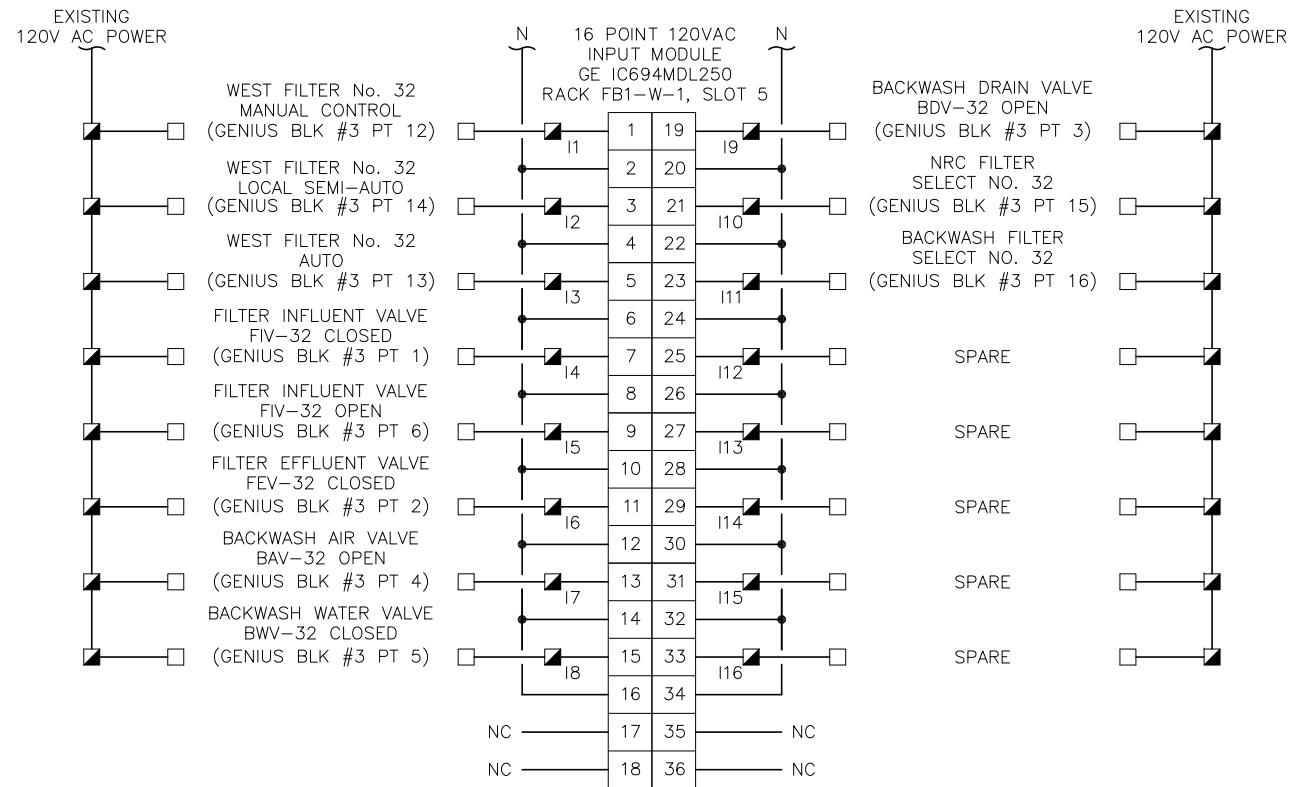 EXISTING
120V AC POWER
N
16 POINT 120VAC
INPUT MODULE
GE IC694MDL250
RACK FB1-W-1, SLOT 5
N
EXISTING
120V AC POWER
WEST FILTER No. 32
MANUAL CONTROL
(GENIUS BLK #3 PT 12)
I1
1 19
I9
BACKWASH DRAIN VALVE
BDV-32 OPEN
(GENIUS BLK #3 PT 3)
2 20
WEST FILTER No. 32
LOCAL SEMI-AUTO
(GENIUS BLK #3 PT 14)
I2
3 21
I10
NRC FILTER
SELECT NO. 32
(GENIUS BLK #3 PT 15)
4 22
WEST FILTER No. 32
AUTO
(GENIUS BLK #3 PT 13)
I3
5 23
I11
BACKWASH FILTER
SELECT NO. 32
(GENIUS BLK #3 PT 16)
6 24
FILTER INFLUENT VALVE
FIV-32 CLOSED
(GENIUS BLK #3 PT 1)
I4
7 25
I12
SPARE
8 26
FILTER INFLUENT VALVE
FIV-32 OPEN
(GENIUS BLK #3 PT 6)
I5
9 27
I13
SPARE
10 28
FILTER EFFLUENT VALVE
FEV-32 CLOSED
(GENIUS BLK #3 PT 2)
I6
11 29
I14
SPARE
12 30
BACKWASH AIR VALVE
BAV-32 OPEN
(GENIUS BLK #3 PT 4)
I7
13 31
I15
SPARE
14 32
BACKWASH WATER VALVE
BWV-32 CLOSED
(GENIUS BLK #3 PT 5)
I8
15 33
I16
SPARE
16 34
NC 17 35 NC
NC 18 36 NC